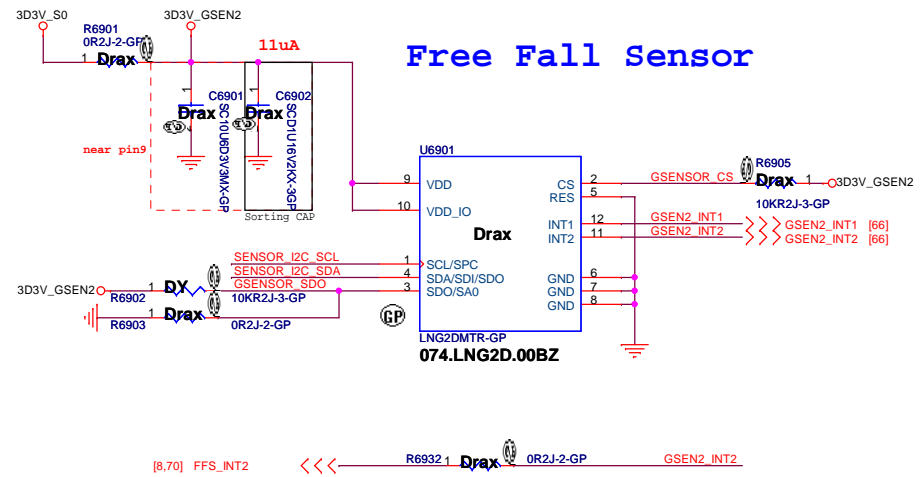 3D3V_S0
3D3V_GSEN2
R6901
0R2J-2-GP
1
Drax
11uA
Free Fall Sensor
1
C6901
Drax
SC10U6D3V3MX-GP
1
C6902
Drax
SCD1U16V2KX-3GP
near pin9
Sorting CAP
U6901
9 VDD
10 VDD_IO
Drax
CS 2 GSENSOR_CS
RES 5
R6905
Drax 1
3D3V_GSEN2
10KR2J-3-GP
INT1 12 GSEN2_INT1
GSEN2_INT1 [66]
INT2 11 GSEN2_INT2
GSEN2_INT2 [66]
SENSOR_I2C_SCL 1 SCL/SPC
SENSOR_I2C_SDA 4 SDA/SDI/SDO
GSENSOR_SDO 3 SDO/SA0
GND 6
GND 7
GND 8
3D3V_GSEN2
1 DY
R6902
10KR2J-3-GP
1 Drax
R6903
0R2J-2-GP
GP
LNG2DMTR-GP
074.LNG2D.00BZ
[8,70] FFS_INT2
R6932 1 Drax
0R2J-2-GP
GSEN2_INT2